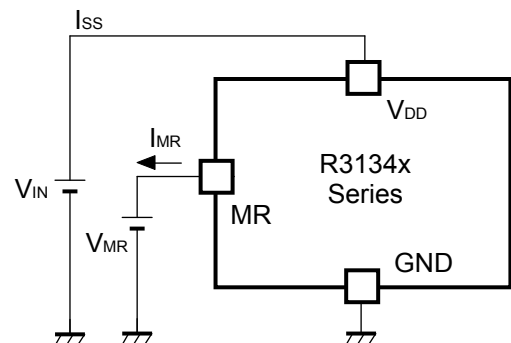 ISS
VDD
IMR
R3134x
Series
VIN
MR
VMR
GND